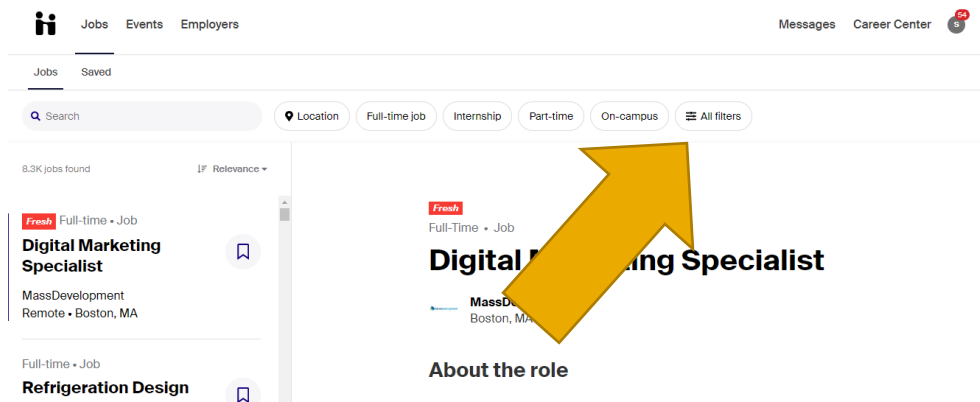 Jobs Events Employers Messages Career Center 54
S
Jobs Saved
Search Location Full-time job Internship Part-time On-campus All filters
8.3K jobs found Relevance
Fresh Full-time • Job
Digital Marketing
Specialist
MassDevelopment
Remote • Boston, MA
Full-time • Job
Refrigeration Design
Fresh
Full-Time • Job
Digital Specialist
Boston, MA
About the role